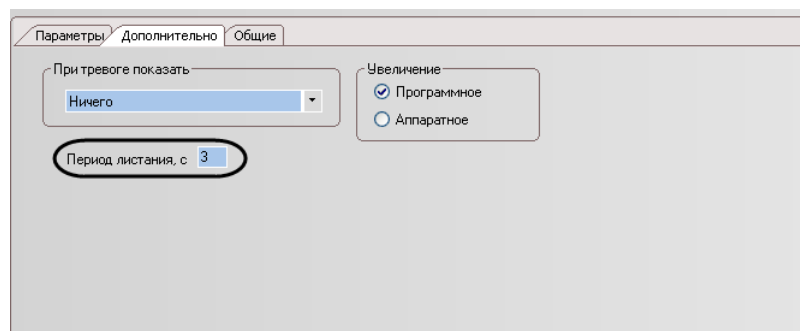 Параметры Дополнительно Общие
При тревоге показать
Ничего
Увеличение
Программное
Аппаратное
Период листания, с 3